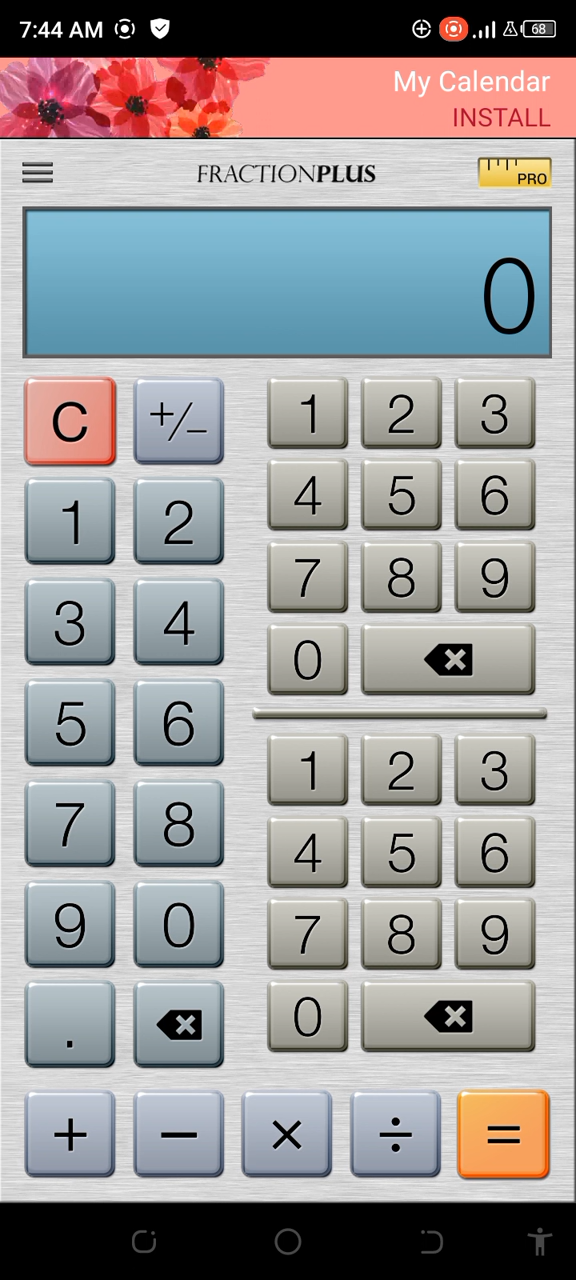 7:44 AM 68
My Calendar
INSTALL
FRACTIONPLUS PRO
0
C +/− 1 2 3
1 2 4 5 6
3 4 7 8 9
0
5 6 1 2 3
7 8 4 5 6
9 0 7 8 9
. 0
+ − × ÷ =